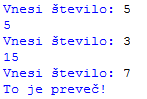 Vnesi število: 5
5
Vnesi število: 3
15
Vnesi število: 7
To je preveč!